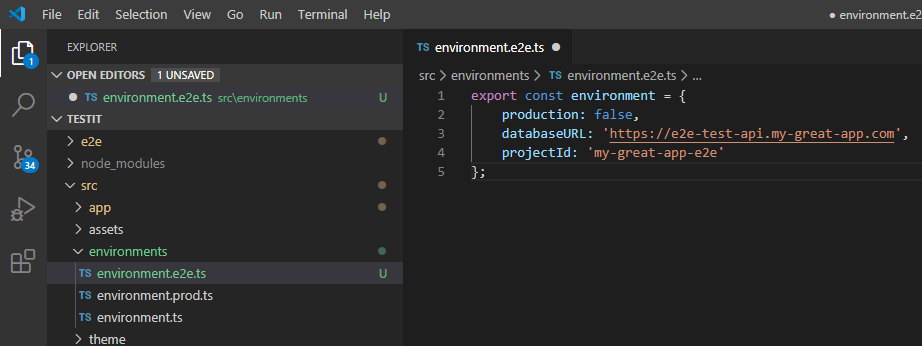 File Edit Selection View Go Run Terminal Help ● environment.e2e
EXPLORER
OPEN EDITORS 1 UNSAVED
● TS environment.e2e.ts src\environments U
TESTIT
e2e
node_modules
src
app
assets
environments
TS environment.e2e.ts U
TS environment.prod.ts
TS environment.ts
theme
1
34
TS environment.e2e.ts ●
src > environments > TS environment.e2e.ts > ...
1 export const environment = {
2 production: false,
3 databaseURL: 'https://e2e-test-api.my-great-app.com',
4 projectId: 'my-great-app-e2e'
5 };